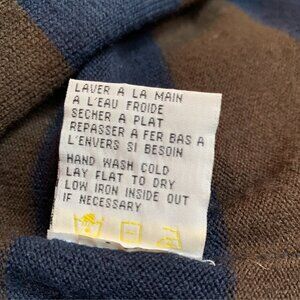 LAVER A LA MAIN
A L'EAU FROIDE
SECHER A PLAT
REPASSER A FER BAS A
L'ENVERS SI BESOIN
HAND WASH COLD
LAY FLAT TO DRY
LOW IRON INSIDE OUT
IF NECESSARY